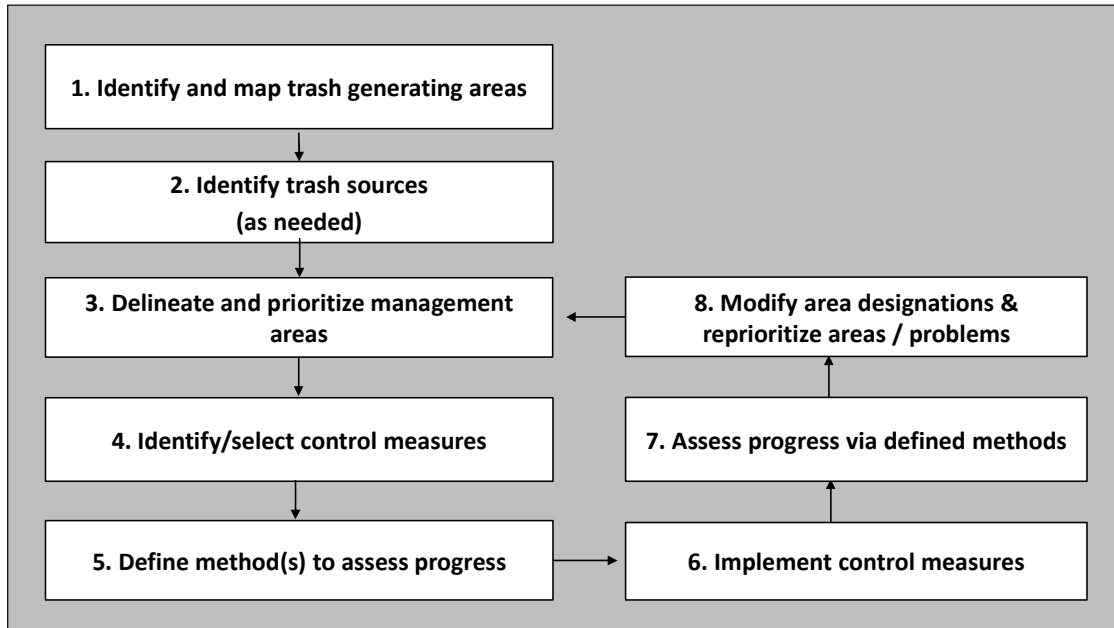 1. Identify and map trash generating areas
2. Identify trash sources
(as needed)
3. Delineate and prioritize management
areas
4. Identify/select control measures
5. Define method(s) to assess progress
6. Implement control measures
7. Assess progress via defined methods
8. Modify area designations &
reprioritize areas / problems